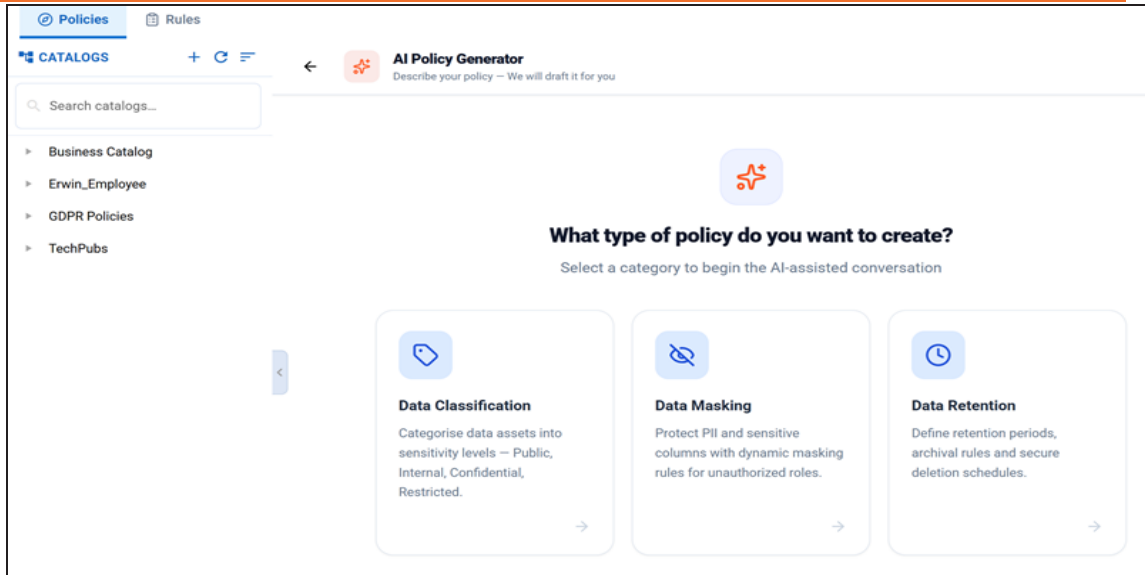 Policies
Rules
CATALOGS
Search catalogs...
Business Catalog
Erwin_Employee
GDPR Policies
TechPubs
AI Policy Generator
Describe your policy — We will draft it for you
What type of policy do you want to create?
Select a category to begin the AI-assisted conversation
Data Classification
Categorise data assets into
sensitivity levels — Public,
Internal, Confidential,
Restricted.
Data Masking
Protect PII and sensitive
columns with dynamic masking
rules for unauthorized roles.
Data Retention
Define retention periods,
archival rules and secure
deletion schedules.